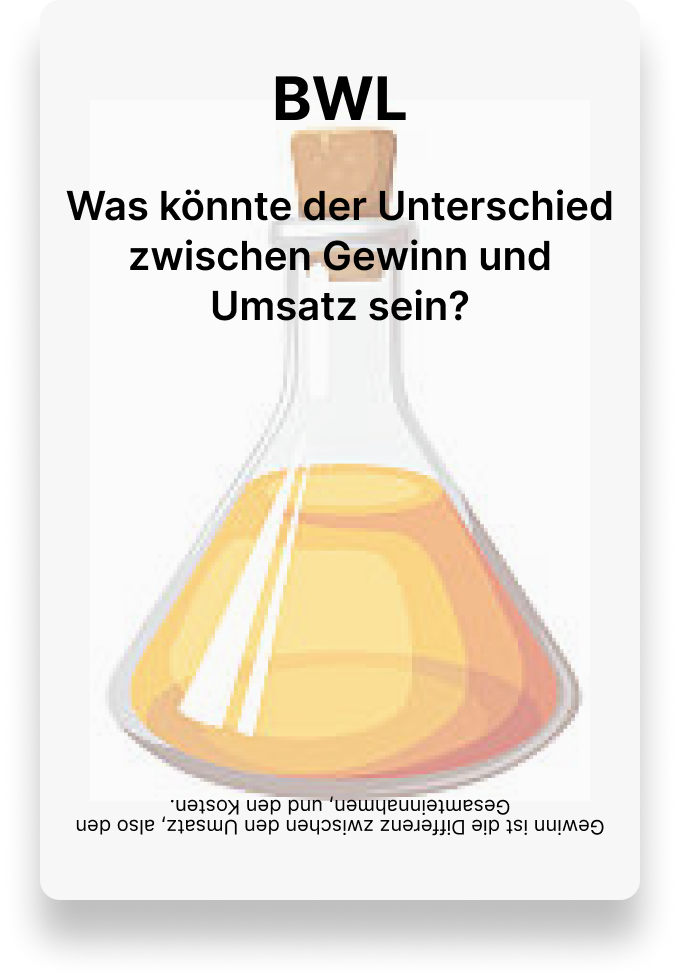 BWL
Was könnte der Unterschied
zwischen Gewinn und
Umsatz sein?
Gewinn ist die Differenz zwischen den Umsatz, also den
Gesamteinnahmen, und den Kosten.